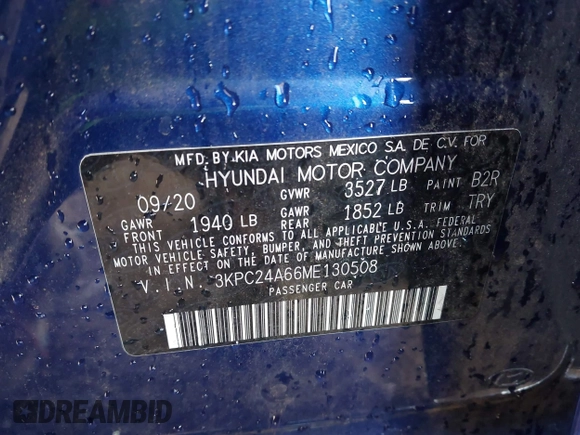 MFD. BY KIA MOTORS MEXICO S.A. DE C.V. FOR
HYUNDAI MOTOR COMPANY
09/20 GVWR 3527 LB PAINT B2R
GAWR FRONT 1940 LB GAWR REAR 1852 LB TRIM TRY
THIS VEHICLE CONFORMS TO ALL APPLICABLE U.S.A. FEDERAL
MOTOR VEHICLE SAFETY, BUMPER, AND THEFT PREVENTION STANDARDS
IN EFFECT ON THE DATE OF MANUFACTURE SHOWN ABOVE.
V.I.N. 3KPC24A66ME130508
PASSENGER CAR
DREAMBID